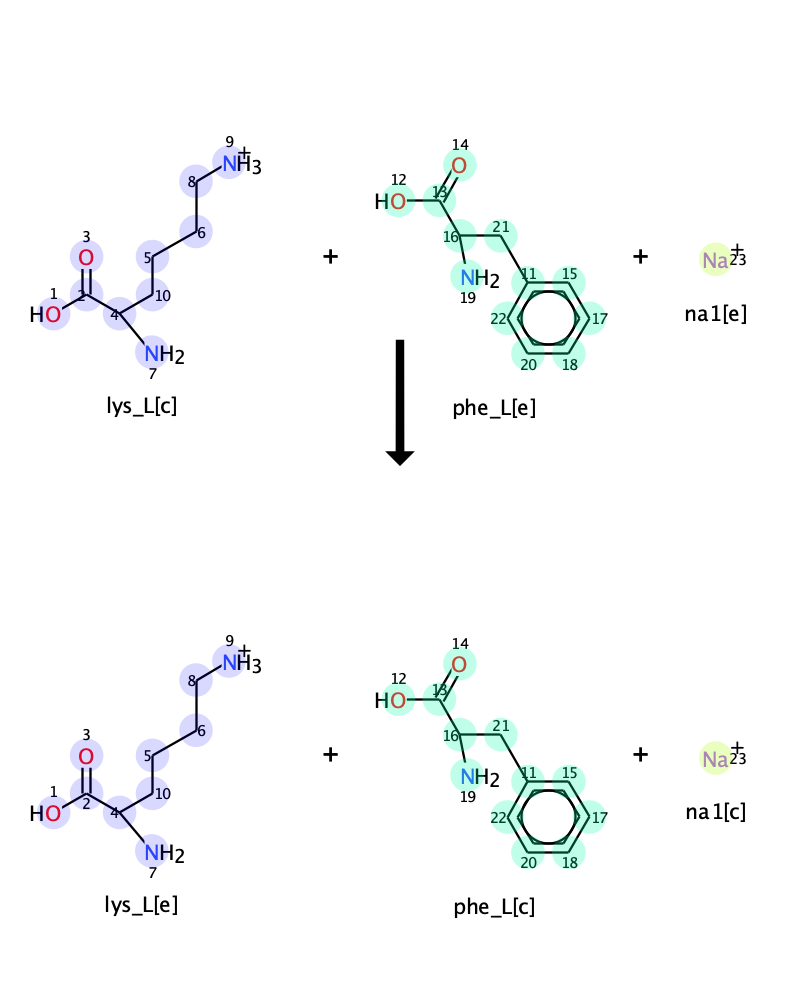 9
NH3+
14
O
8
12
HO
13
3
O
5
6
+
16
21
+
Na+
23
1
HO
2
4
10
NH2
19
11
15
na1[e]
NH2
7
22
17
20
18
lys_L[c]
phe_L[e]
9
NH3+
14
O
8
12
HO
13
3
O
5
6
+
16
21
+
Na+
23
1
HO
2
4
10
NH2
19
11
15
na1[c]
NH2
7
22
17
20
18
lys_L[e]
phe_L[c]